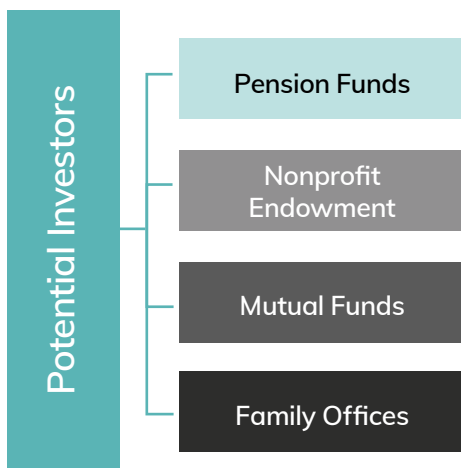 Potential Investors
Pension Funds
Nonprofit
Endowment
Mutual Funds
Family Offices